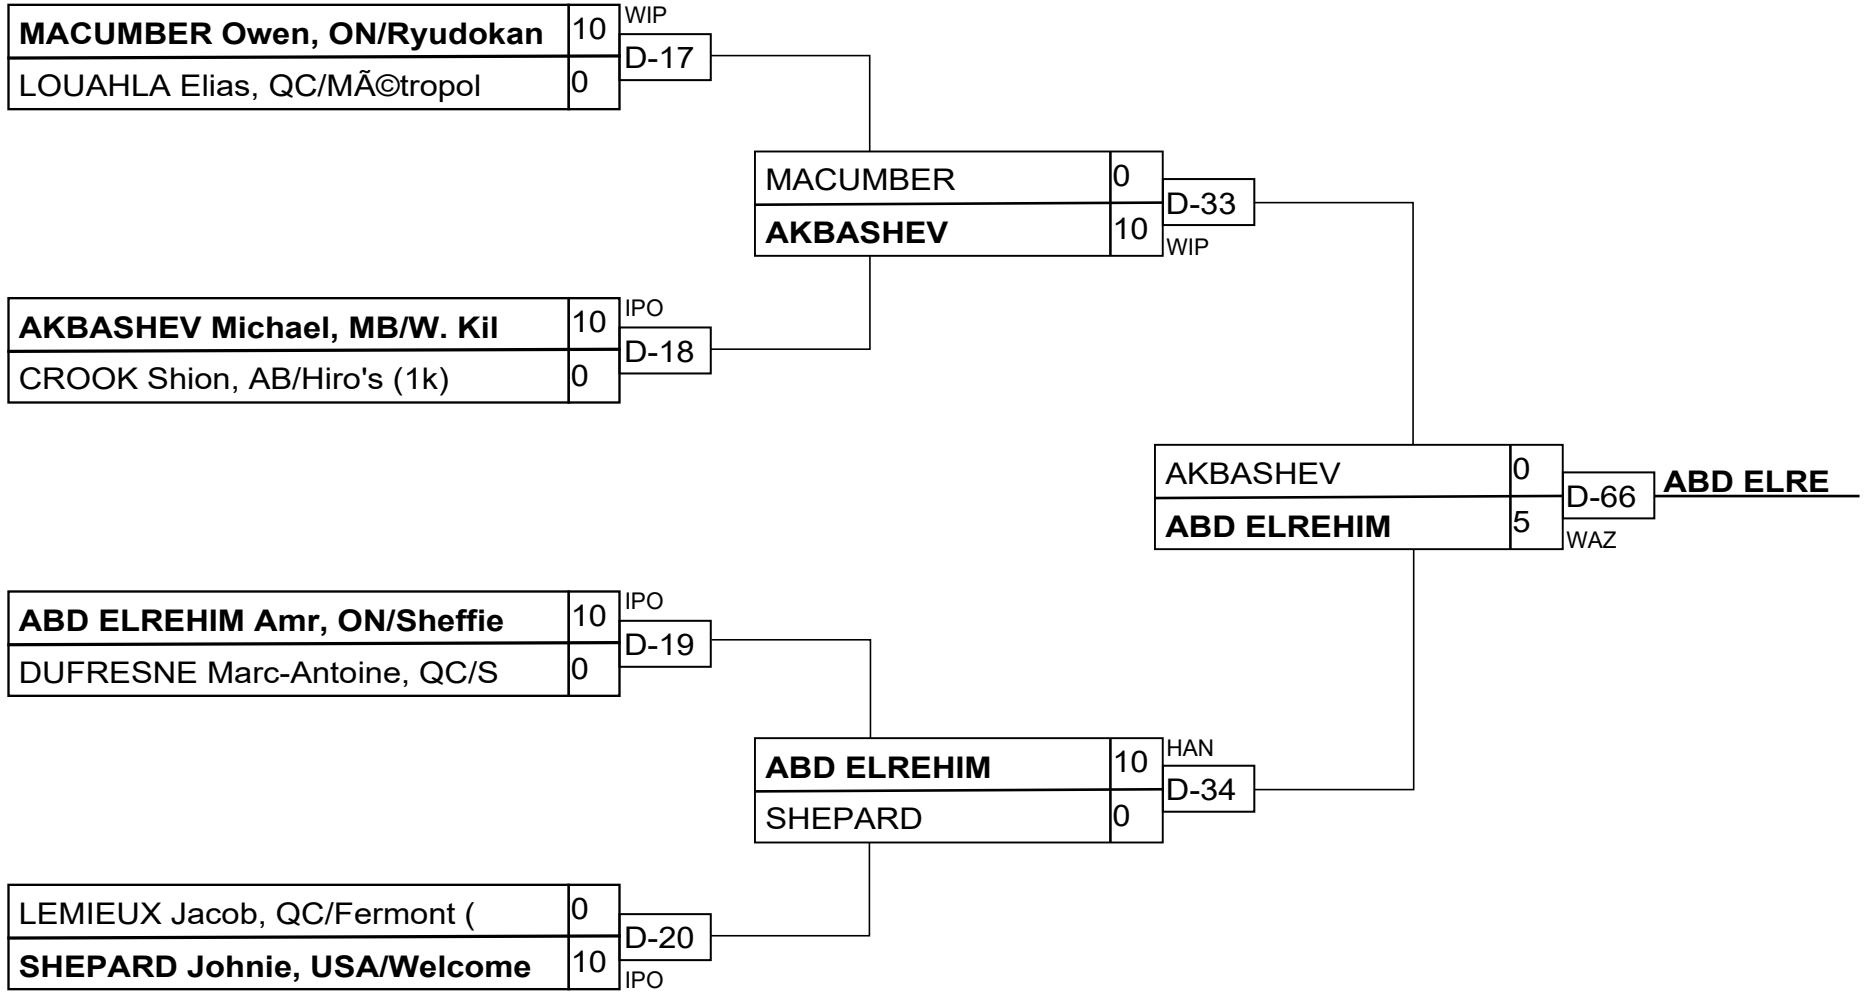 MACUMBER Owen, ON/Ryudokan 10 WIP
D-17
LOUAHLA Elias, QC/MÃ©tropol 0
MACUMBER 0
D-33
AKBASHEV 10 WIP
AKBASHEV Michael, MB/W. Kil 10 IPO
D-18
CROOK Shion, AB/Hiro's (1k) 0
AKBASHEV 0
D-66 ABD ELRE
ABD ELREHIM 5 WAZ
ABD ELREHIM Amr, ON/Sheffie 10 IPO
D-19
DUFRESNE Marc-Antoine, QC/S 0
ABD ELREHIM 10 HAN
D-34
SHEPARD 0
LEMIEUX Jacob, QC/Fermont ( 0
D-20
SHEPARD Johnie, USA/Welcome 10 IPO